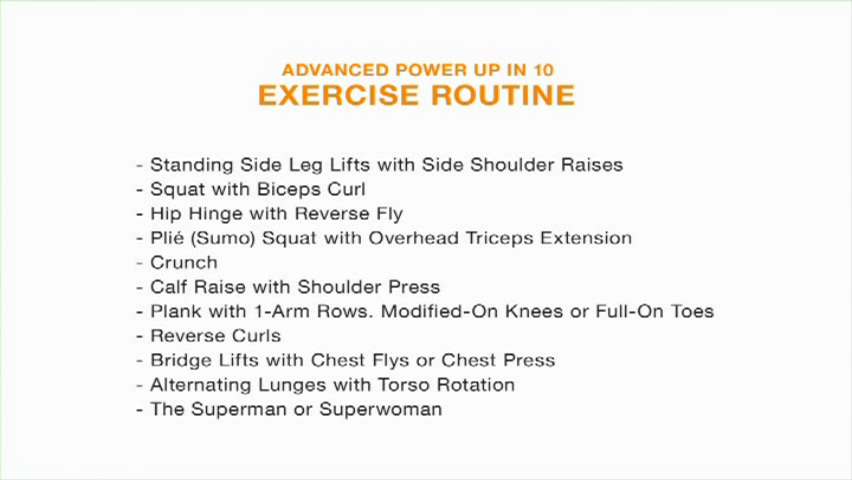 ADVANCED POWER UP IN 10
EXERCISE ROUTINE
- Standing Side Leg Lifts with Side Shoulder Raises
- Squat with Biceps Curl
- Hip Hinge with Reverse Fly
- Plié (Sumo) Squat with Overhead Triceps Extension
- Crunch
- Calf Raise with Shoulder Press
- Plank with 1-Arm Rows. Modified-On Knees or Full-On Toes
- Reverse Curls
- Bridge Lifts with Chest Flys or Chest Press
- Alternating Lunges with Torso Rotation
- The Superman or Superwoman